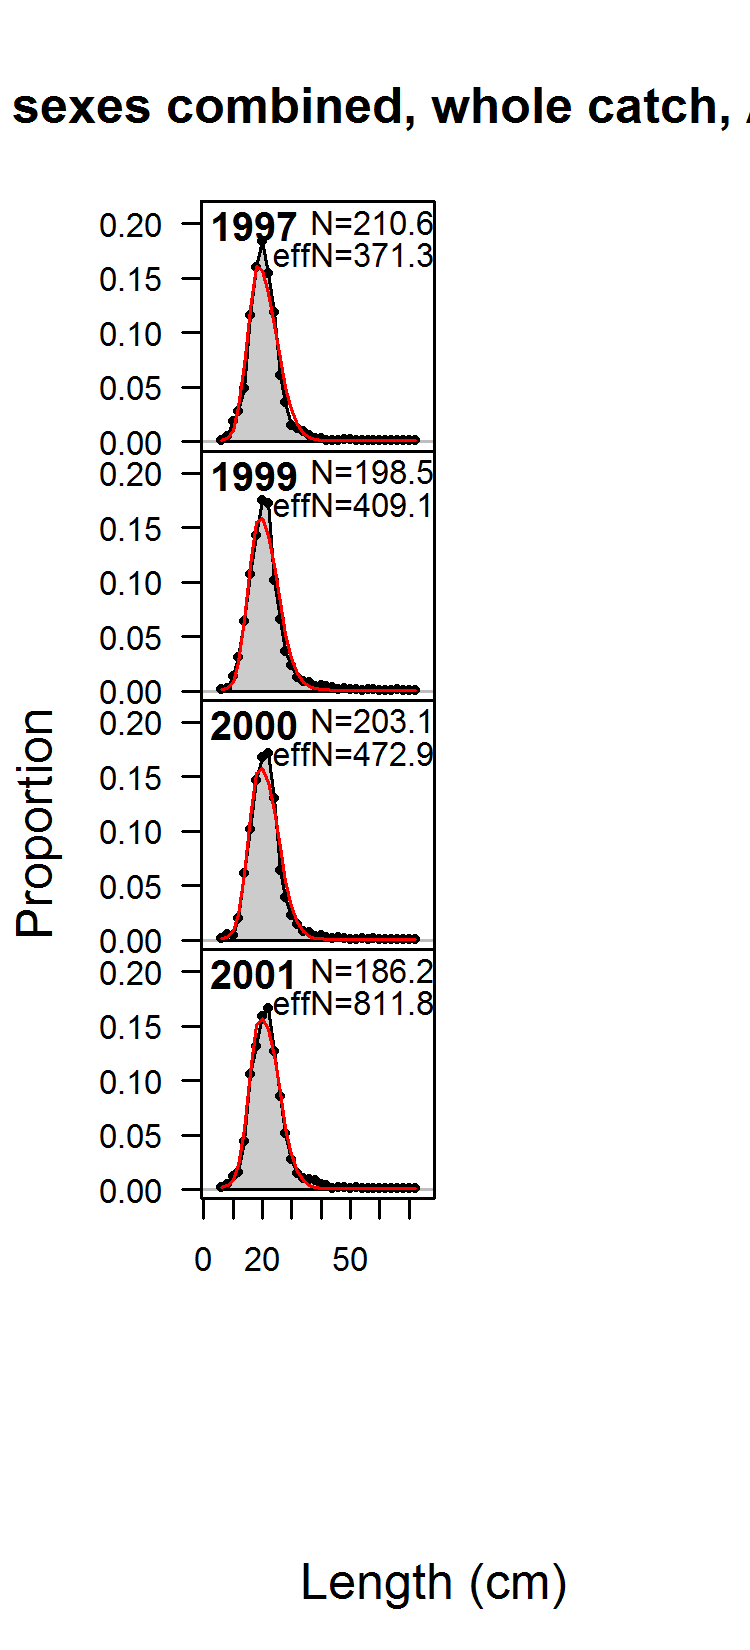 sexes combined, whole catch,
0.20
0.15
0.10
0.05
0.00
1997
N=210.6
effN=371.3
0.20
0.15
0.10
0.05
0.00
1999
N=198.5
effN=409.1
0.20
0.15
0.10
0.05
0.00
2000
N=203.1
effN=472.9
0.20
0.15
0.10
0.05
0.00
2001
N=186.2
effN=811.8
0 20 50
Proportion
Length (cm)